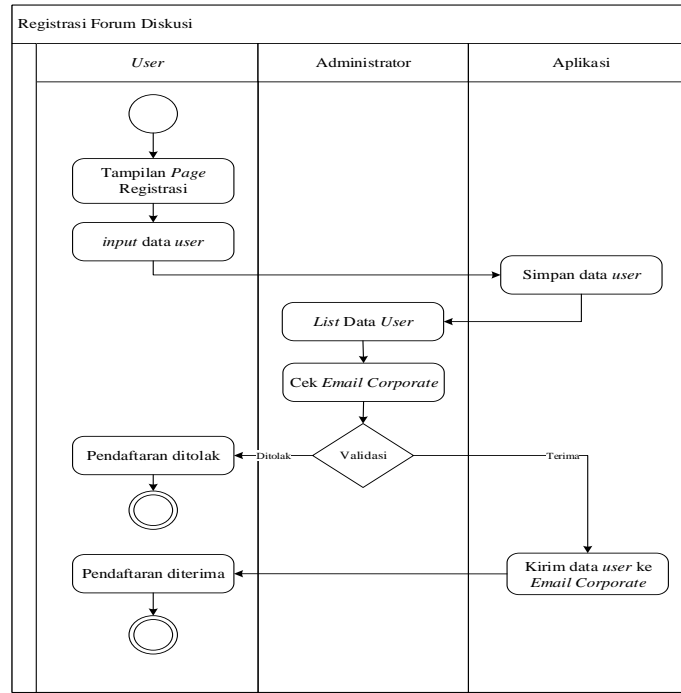 Registrasi Forum Diskusi
User
Administrator
Aplikasi
Tampilan Page
Registrasi
input data user
Simpan data user
List Data User
Cek Email Corporate
Pendaftaran ditolak
Ditolak
Validasi
Terima
Pendaftaran diterima
Kirim data user ke
Email Corporate